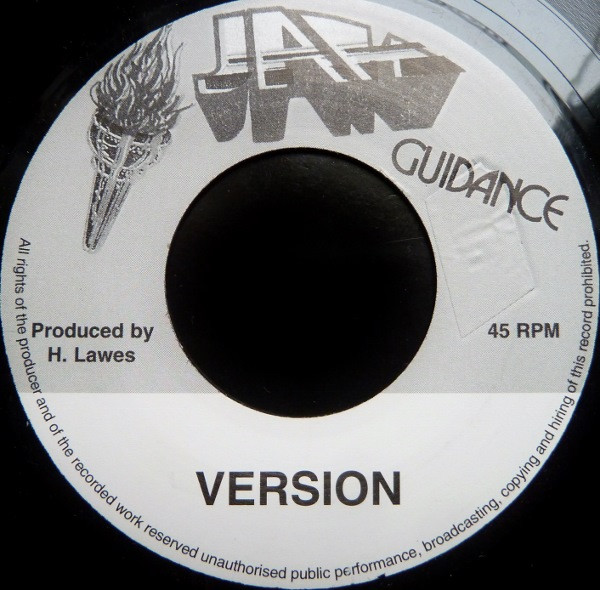 JAH
GUIDANCE
Produced by
H. Lawes
45 RPM
VERSION
All rights of the producer and of the recorded work reserved unauthorised public performance, broadcasting, copying and hiring of this record prohibited.